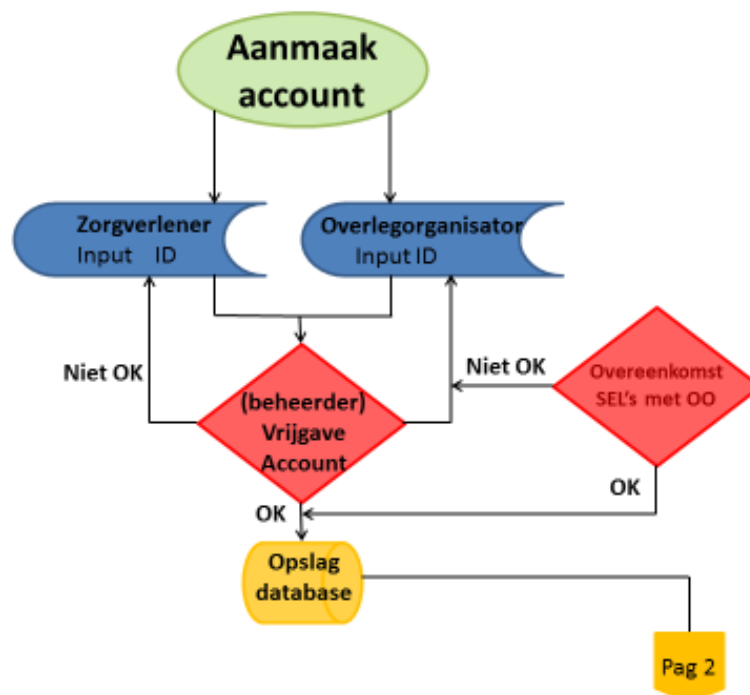 Aanmaak
account
Zorgverlener
Input ID
Overlegorganisator
Input ID
Niet OK
Niet OK
Overeenkomst
SEL's met OO
(beheerder)
Vrijgave
Account
OK
OK
Opslag
database
Pag 2